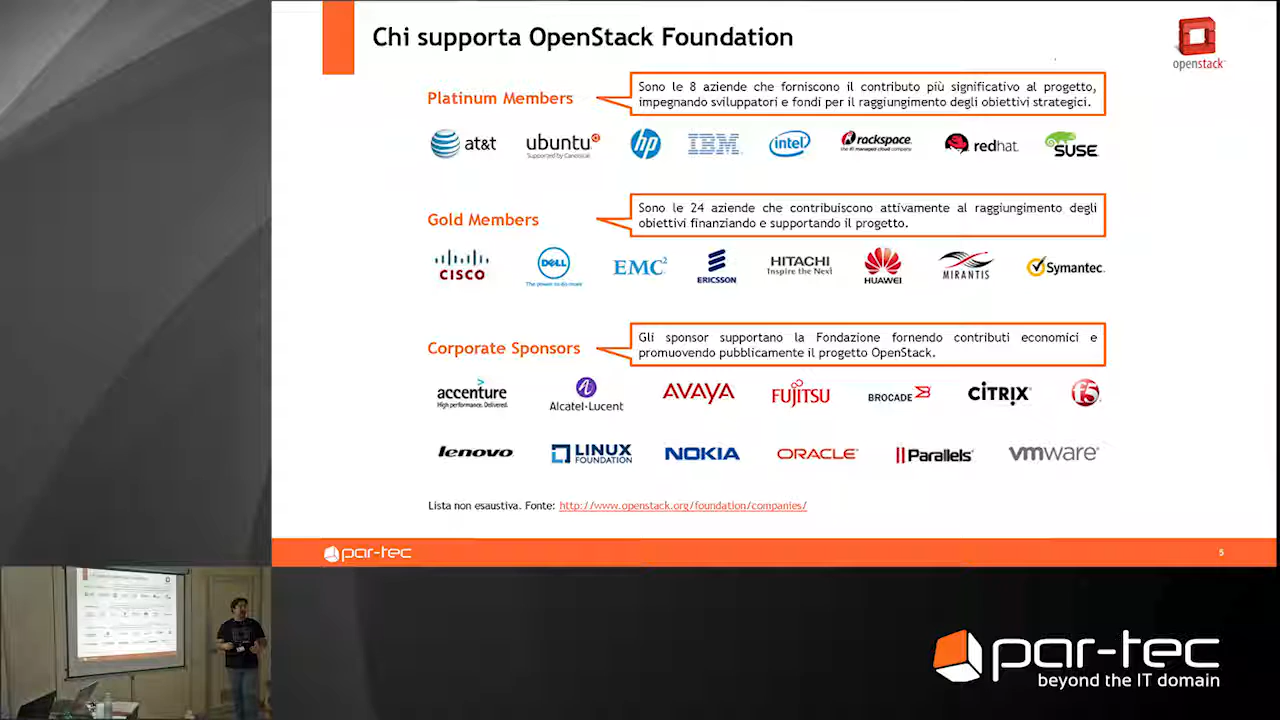 Chi supporta OpenStack Foundation
openstack
Platinum Members
Sono le 8 aziende che forniscono il contributo più significativo al progetto,
impegnando sviluppatori e fondi per il raggiungimento degli obiettivi strategici.
at&t
ubuntu
Supported by Canonical
hp
IBM
intel
rackspace
the #1 managed cloud company
redhat
SUSE
Gold Members
Sono le 24 aziende che contribuiscono attivamente al raggiungimento degli
obiettivi finanziando e supportando il progetto.
CISCO
DELL
The power to do more
EMC²
ERICSSON
HITACHI
Inspire the Next
HUAWEI
MIRANTIS
Symantec
Corporate Sponsors
Gli sponsor supportano la Fondazione fornendo contributi economici e
promuovendo pubblicamente il progetto OpenStack.
accenture
High performance. Delivered.
Alcatel·Lucent
AVAYA
FUJITSU
BROCADE
CITRIX
f5
lenovo
LINUX
FOUNDATION
NOKIA
ORACLE
Parallels
vmware
Lista non esaustiva. Fonte: http://www.openstack.org/foundation/companies/
par-tec
5
par-tec
beyond the IT domain